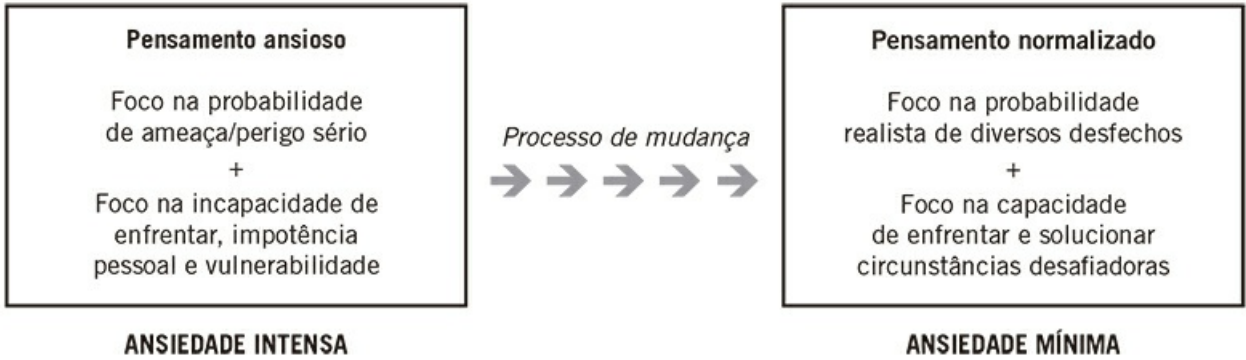 Pensamento ansioso
Foco na probabilidade
de ameaça/perigo sério
+
Foco na incapacidade de
enfrentar, impotência
pessoal e vulnerabilidade
ANSIEDADE INTENSA
Processo de mudança
Pensamento normalizado
Foco na probabilidade
realista de diversos desfechos
+
Foco na capacidade
de enfrentar e solucionar
circunstâncias desafiadoras
ANSIEDADE MÍNIMA